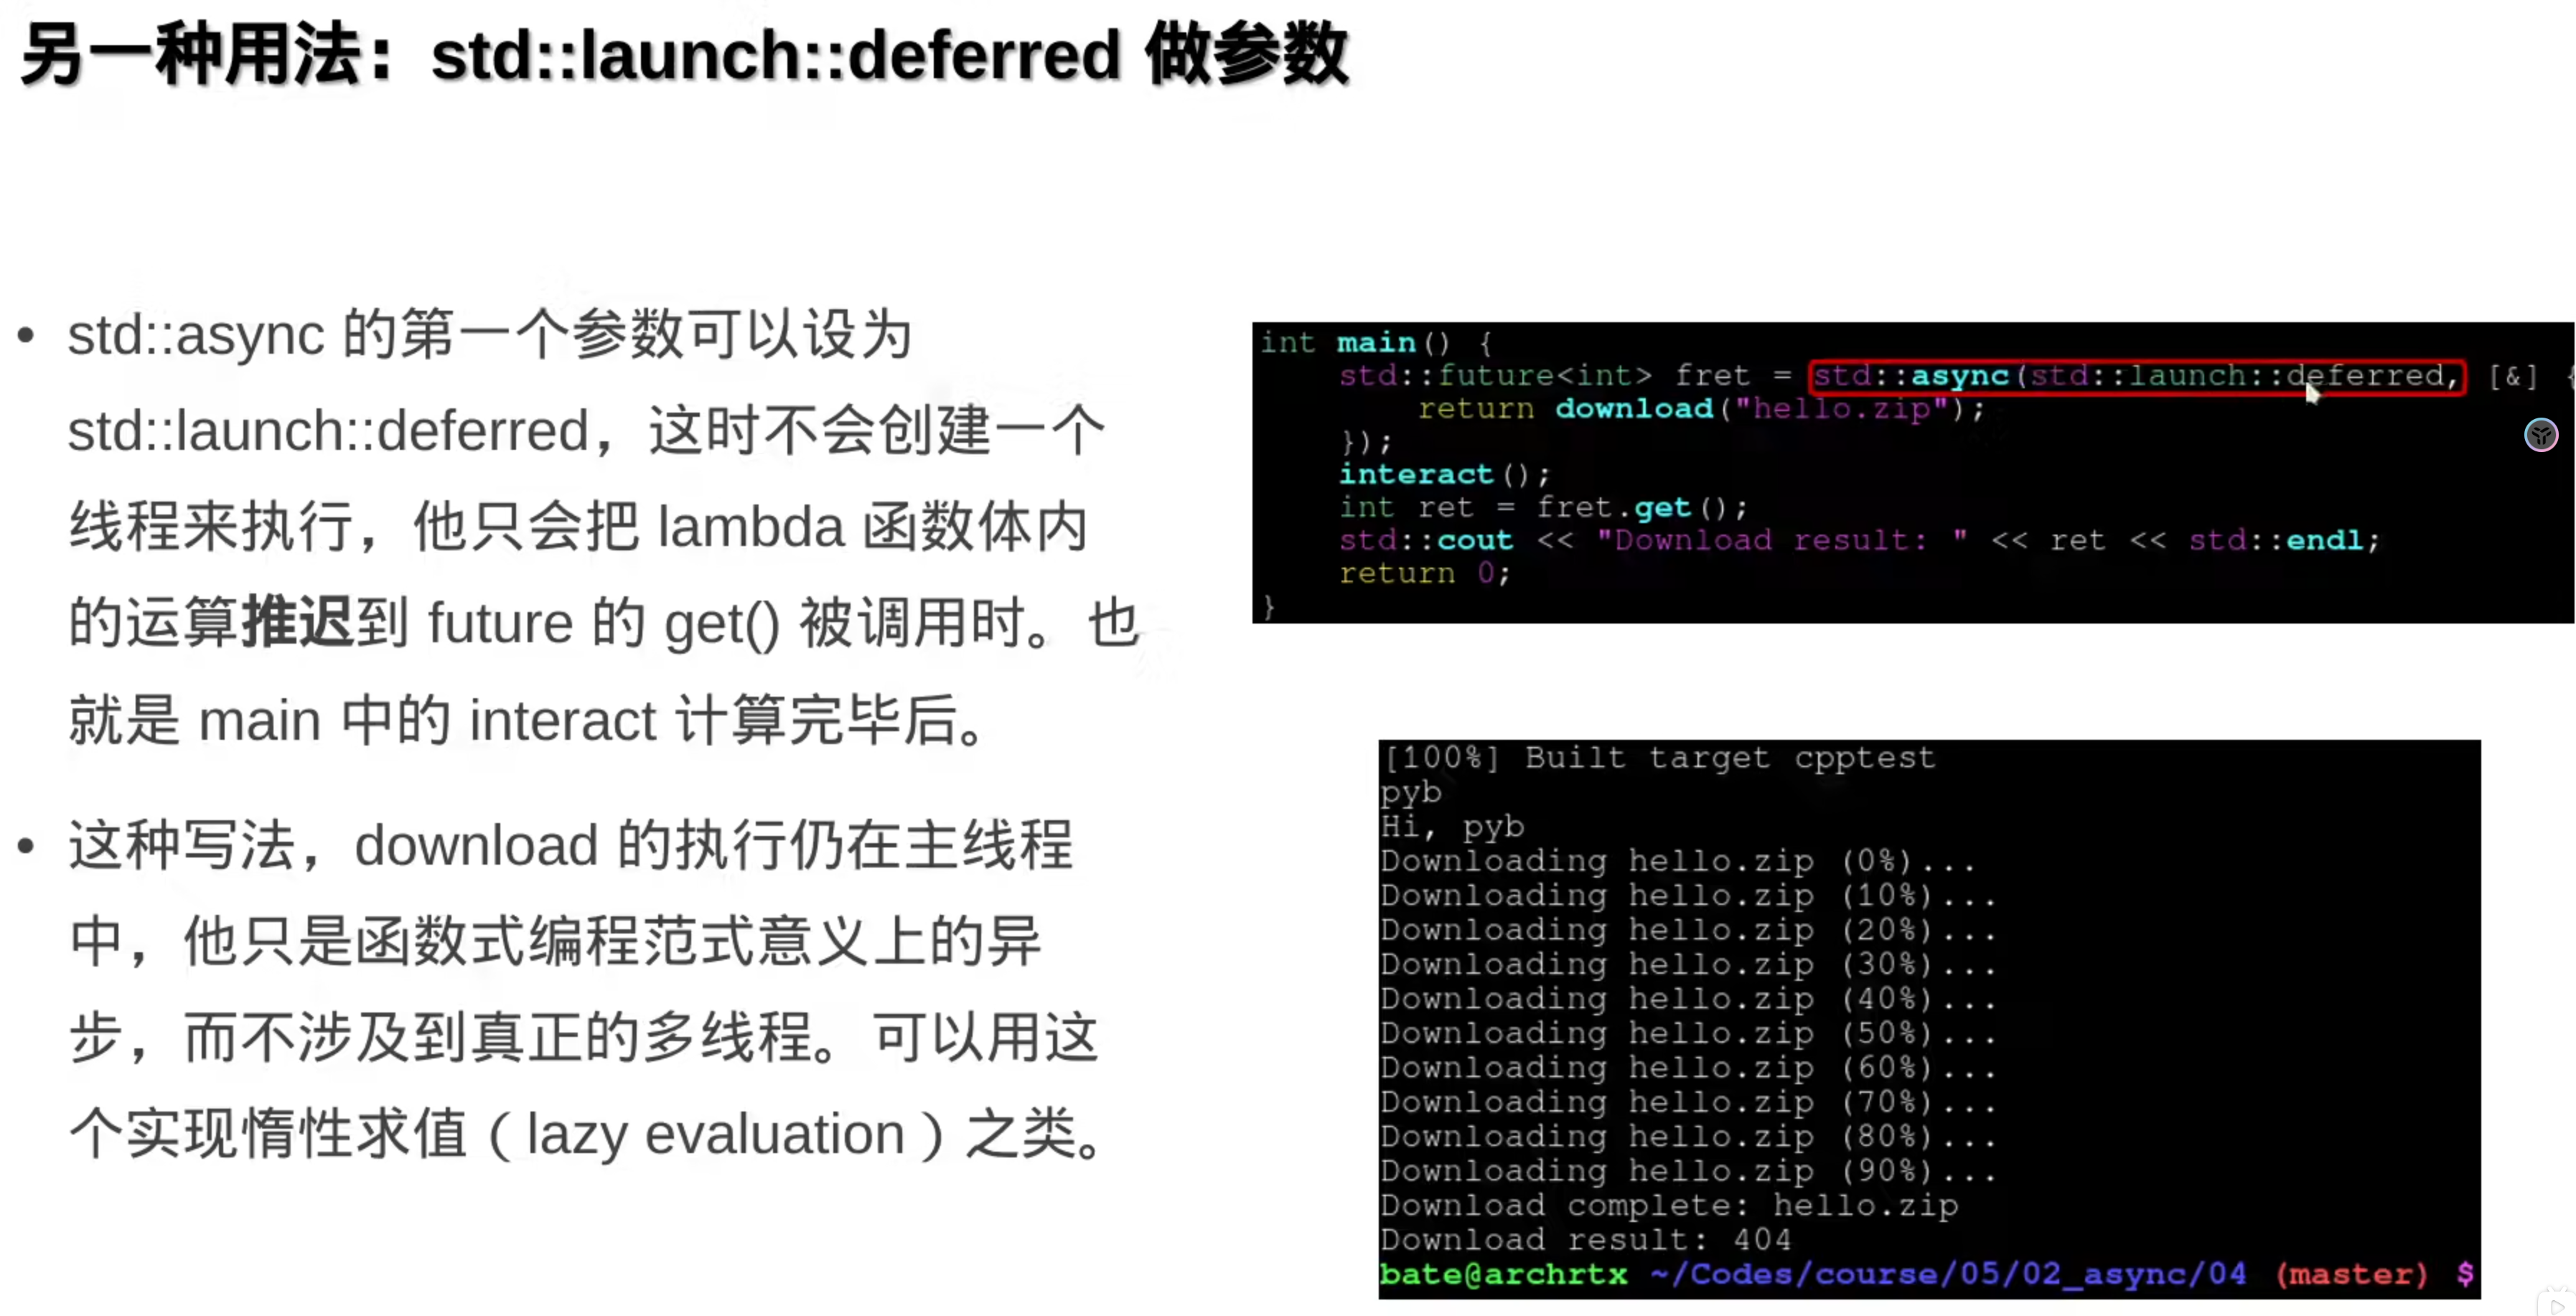 另一种用法：std::launch::deferred 做参数
• std::async 的第一个参数可以设为
std::launch::deferred，这时不会创建一个
线程来执行，他只会把 lambda 函数体内
的运算推迟到 future 的 get() 被调用时。也
就是 main 中的 interact 计算完毕后。
• 这种写法，download 的执行仍在主线程
中，他只是函数式编程范式意义上的异
步，而不涉及到真正的多线程。可以用这
个实现惰性求值（lazy evaluation）之类。
int main() {
    std::future<int> fret = std::async(std::launch::deferred, [&] {
        return download("hello.zip");
    });
    interact();
    int ret = fret.get();
    std::cout << "Download result: " << ret << std::endl;
    return 0;
}
[100%] Built target cpptest
pyb
Hi, pyb
Downloading hello.zip (0%)...
Downloading hello.zip (10%)...
Downloading hello.zip (20%)...
Downloading hello.zip (30%)...
Downloading hello.zip (40%)...
Downloading hello.zip (50%)...
Downloading hello.zip (60%)...
Downloading hello.zip (70%)...
Downloading hello.zip (80%)...
Downloading hello.zip (90%)...
Download complete: hello.zip
Download result: 404
bate@archrtx ~/Codes/course/05/02_async/04 (master) $